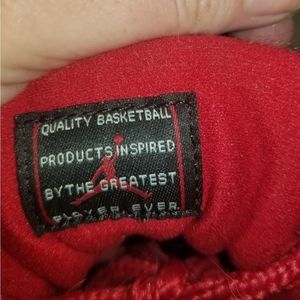 QUALITY BASKETBALL
PRODUCTS INSPIRED
BY THE GREATEST
PLAYER EVER.